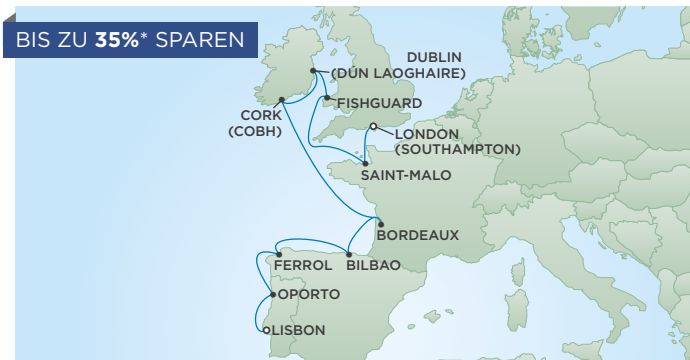 BIS ZU 35%* SPAREN
DUBLIN
(DÚN LAOGHAIRE)
FISHGUARD
CORK
(COBH)
LONDON
(SOUTHAMPTON)
SAINT-MALO
BORDEAUX
FERROL
BILBAO
OPORTO
LISBON